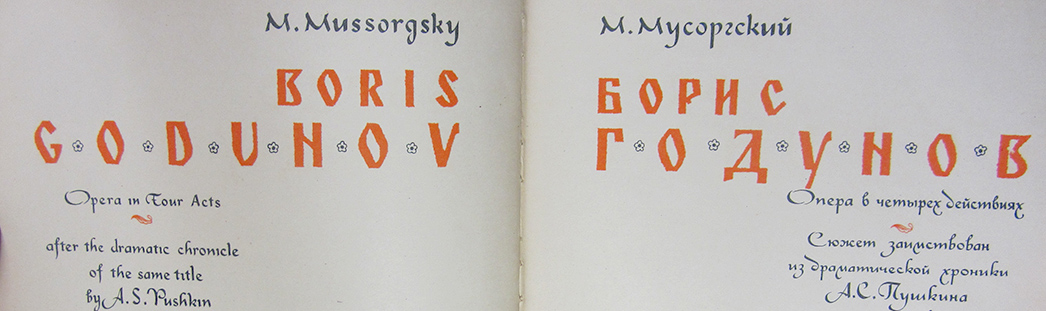 M. Mussorgsky
BORIS
GODUNOV
Opera in Four Acts
after the dramatic chronicle
of the same title
by A. S. Pushkin
М. Мусоргский
БОРИС
ГОДУНОВ
Опера в четырех действиях
Сюжет заимствован
из драматической хроники
А. С. Пушкина